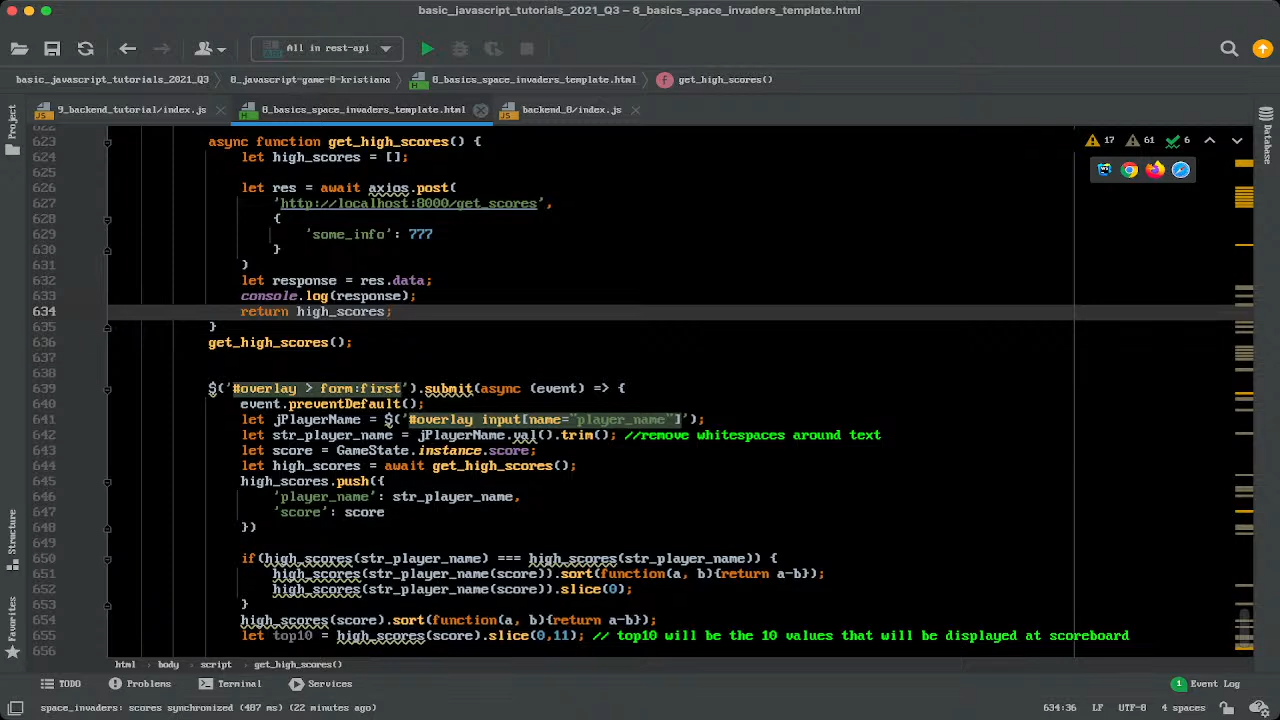 basic_javascript_tutorials_2021_Q3 – 8_basics_space_invaders_template.html
All in rest-api
basic_javascript_tutorials_2021_Q3 8_javascript-game-8-kristiana 8_basics_space_invaders_template.html get_high_scores()
9_backend_tutorial/index.js 8_basics_space_invaders_template.html backend_8/index.js
Project
Database
17 61 6
622
623 async function get_high_scores() {
624 let high_scores = [];
625
626 let res = await axios.post(
627 'http://localhost:8000/get_scores',
628 {
629 'some_info': 777
630 }
631 )
632 let response = res.data;
633 console.log(response);
634 return high_scores;
635 }
636 get_high_scores();
637
638
639 $('#overlay > form:first').submit(async (event) => {
640 event.preventDefault();
641 let jPlayerName = $('#overlay input[name="player_name"]');
642 let str_player_name = jPlayerName.val().trim(); //remove whitespaces around text
643 let score = GameState.instance.score;
644 let high_scores = await get_high_scores();
645 high_scores.push({
646 'player_name': str_player_name,
647 'score': score
648 })
649
650 if(high_scores(str_player_name) === high_scores(str_player_name)) {
651 high_scores(str_player_name(score)).sort(function(a, b){return a-b});
652 high_scores(str_player_name(score)).slice(0);
653 }
654 high_scores(score).sort(function(a, b){return a-b});
655 let top10 = high_scores(score).slice(0,11); // top10 will be the 10 values that will be displayed at scoreboard
656
Structure
Favorites
html body script get_high_scores()
TODO Problems Terminal Services 1 Event Log
space_invaders: scores synchronized (487 ms) (22 minutes ago) 634:36 LF UTF-8 4 spaces